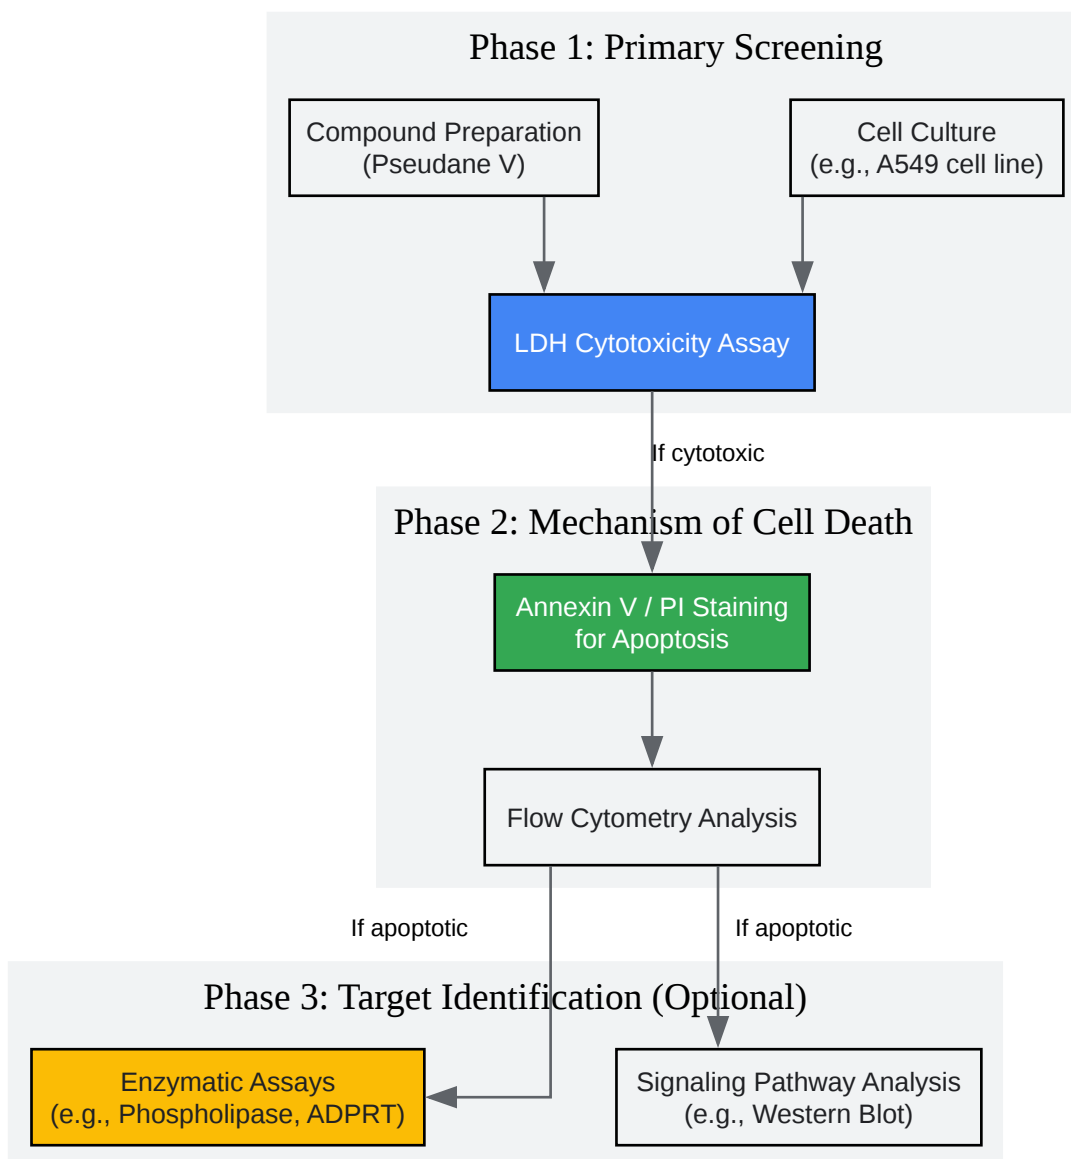 Phase 1: Primary Screening
Compound Preparation
(Pseudane V)
Cell Culture
(e.g., A549 cell line)
LDH Cytotoxicity Assay
If cytotoxic
Phase 2: Mechanism of Cell Death
Annexin V / PI Staining
for Apoptosis
Flow Cytometry Analysis
If apoptotic
If apoptotic
Phase 3: Target Identification (Optional)
Enzymatic Assays
(e.g., Phospholipase, ADPRT)
Signaling Pathway Analysis
(e.g., Western Blot)